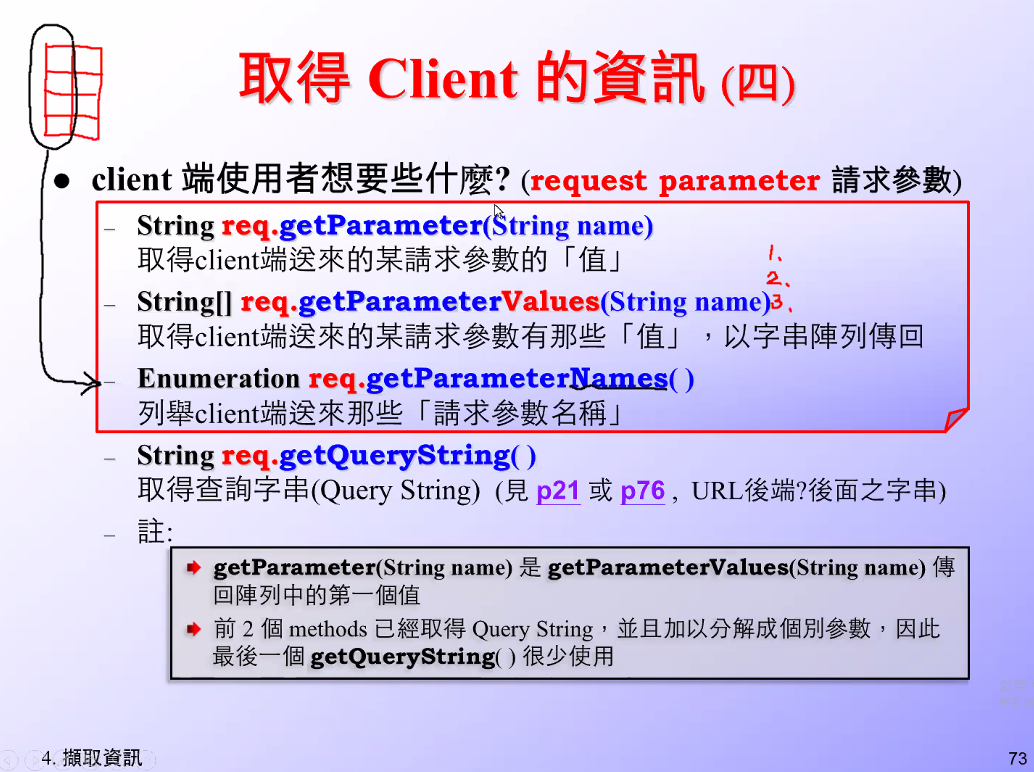 取得 Client 的資訊 (四)
● client 端使用者想要些什麼? (request parameter 請求參數)
– String req.getParameter(String name)
取得client端送來的某請求參數的「值」
1.
2.
– String[] req.getParameterValues(String name)
3.
取得client端送來的某請求參數有那些「值」，以字串陣列傳回
– Enumeration req.getParameterNames( )
列舉client端送來那些「請求參數名稱」
– String req.getQueryString( )
取得查詢字串(Query String) (見 p21 或 p76 , URL後端?後面之字串)
– 註:
getParameter(String name) 是 getParameterValues(String name) 傳
回陣列中的第一個值
前 2 個 methods 已經取得 Query String，並且加以分解成個別參數，因此
最後一個 getQueryString( ) 很少使用
4. 擷取資訊
73